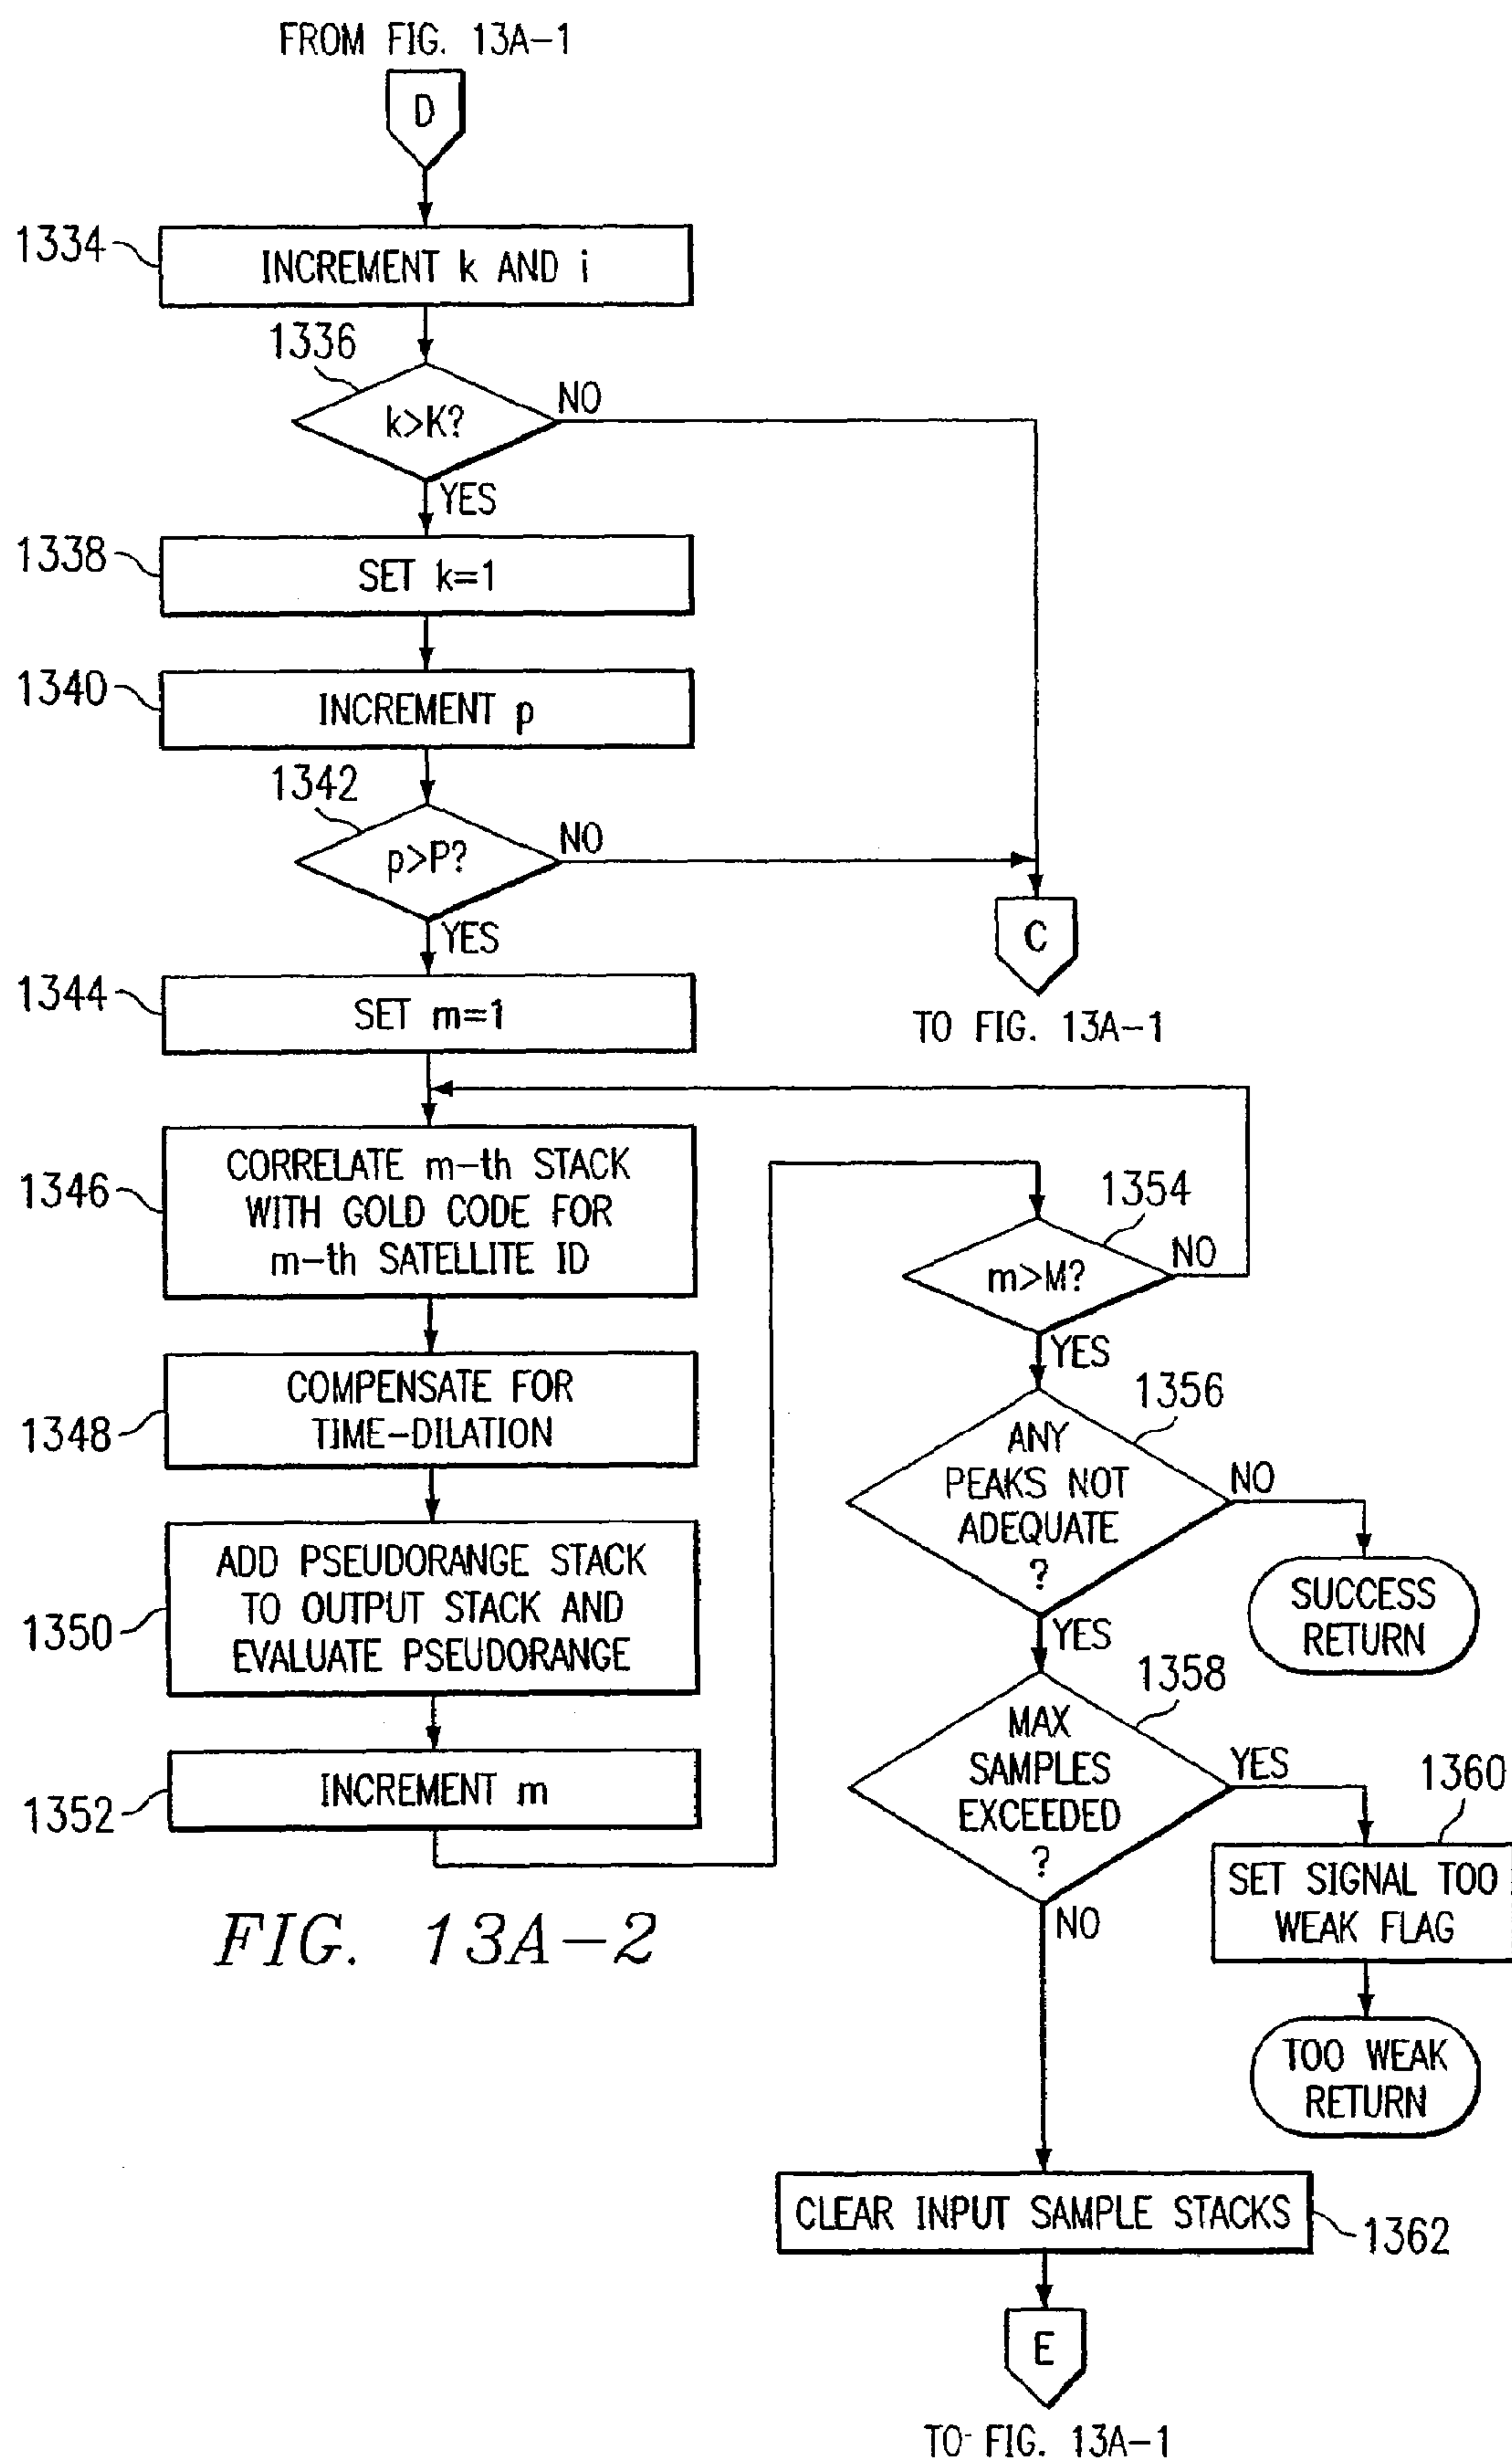 FROM FIG. 13A-1
D
1334
INCREMENT k AND i
1336
k>K?
NO
YES
1338
SET k=1
1340
INCREMENT p
1342
p>P?
NO
YES
C
TO FIG. 13A-1
1344
SET m=1
1346
CORRELATE m-th STACK
WITH GOLD CODE FOR
m-th SATELLITE ID
1348
COMPENSATE FOR
TIME-DILATION
1350
ADD PSEUDORANGE STACK
TO OUTPUT STACK AND
EVALUATE PSEUDORANGE
1352
INCREMENT m
1354
m>M?
NO
YES
1356
ANY
PEAKS NOT
ADEQUATE
?
NO
SUCCESS
RETURN
YES
1358
MAX
SAMPLES
EXCEEDED
?
YES
1360
SET SIGNAL TOO
WEAK FLAG
TOO WEAK
RETURN
NO
CLEAR INPUT SAMPLE STACKS
1362
E
TO FIG. 13A-1
FIG. 13A-2